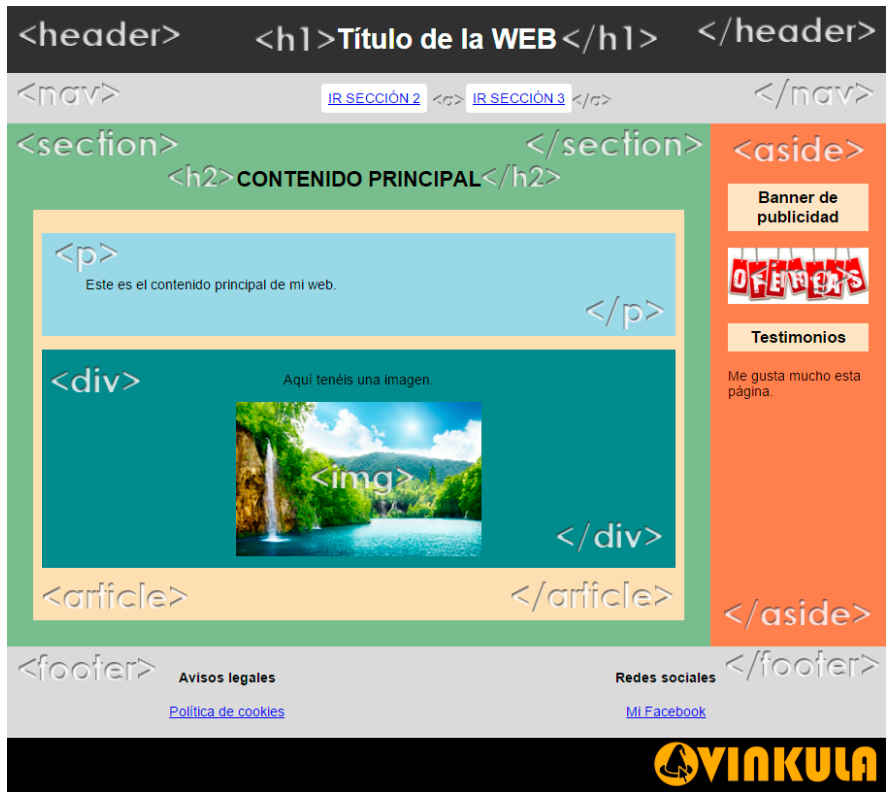 <header>
<h1>Título de la WEB</h1>
</header>
<nav>
IR SECCIÓN 2 <a> IR SECCIÓN 3 </a>
</nav>
<section>
</section>
<h2>CONTENIDO PRINCIPAL</h2>
<p>
Este es el contenido principal de mi web.
</p>
<div>
Aquí tenéis una imagen.
<img>
</div>
<article>
</article>
<aside>
Banner de
publicidad
OFERTAS
Testimonios
Me gusta mucho esta
página.
</aside>
<footer>
</footer>
Avisos legales
Redes sociales
Política de cookies
Mi Facebook
VINKULA